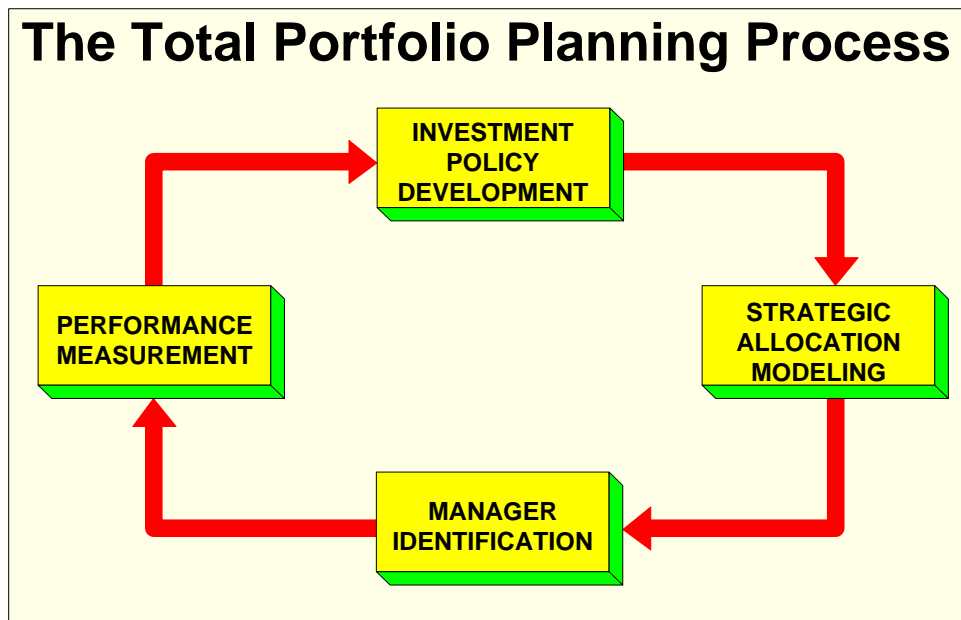 The Total Portfolio Planning Process
INVESTMENT
POLICY
DEVELOPMENT
PERFORMANCE
MEASUREMENT
STRATEGIC
ALLOCATION
MODELING
MANAGER
IDENTIFICATION